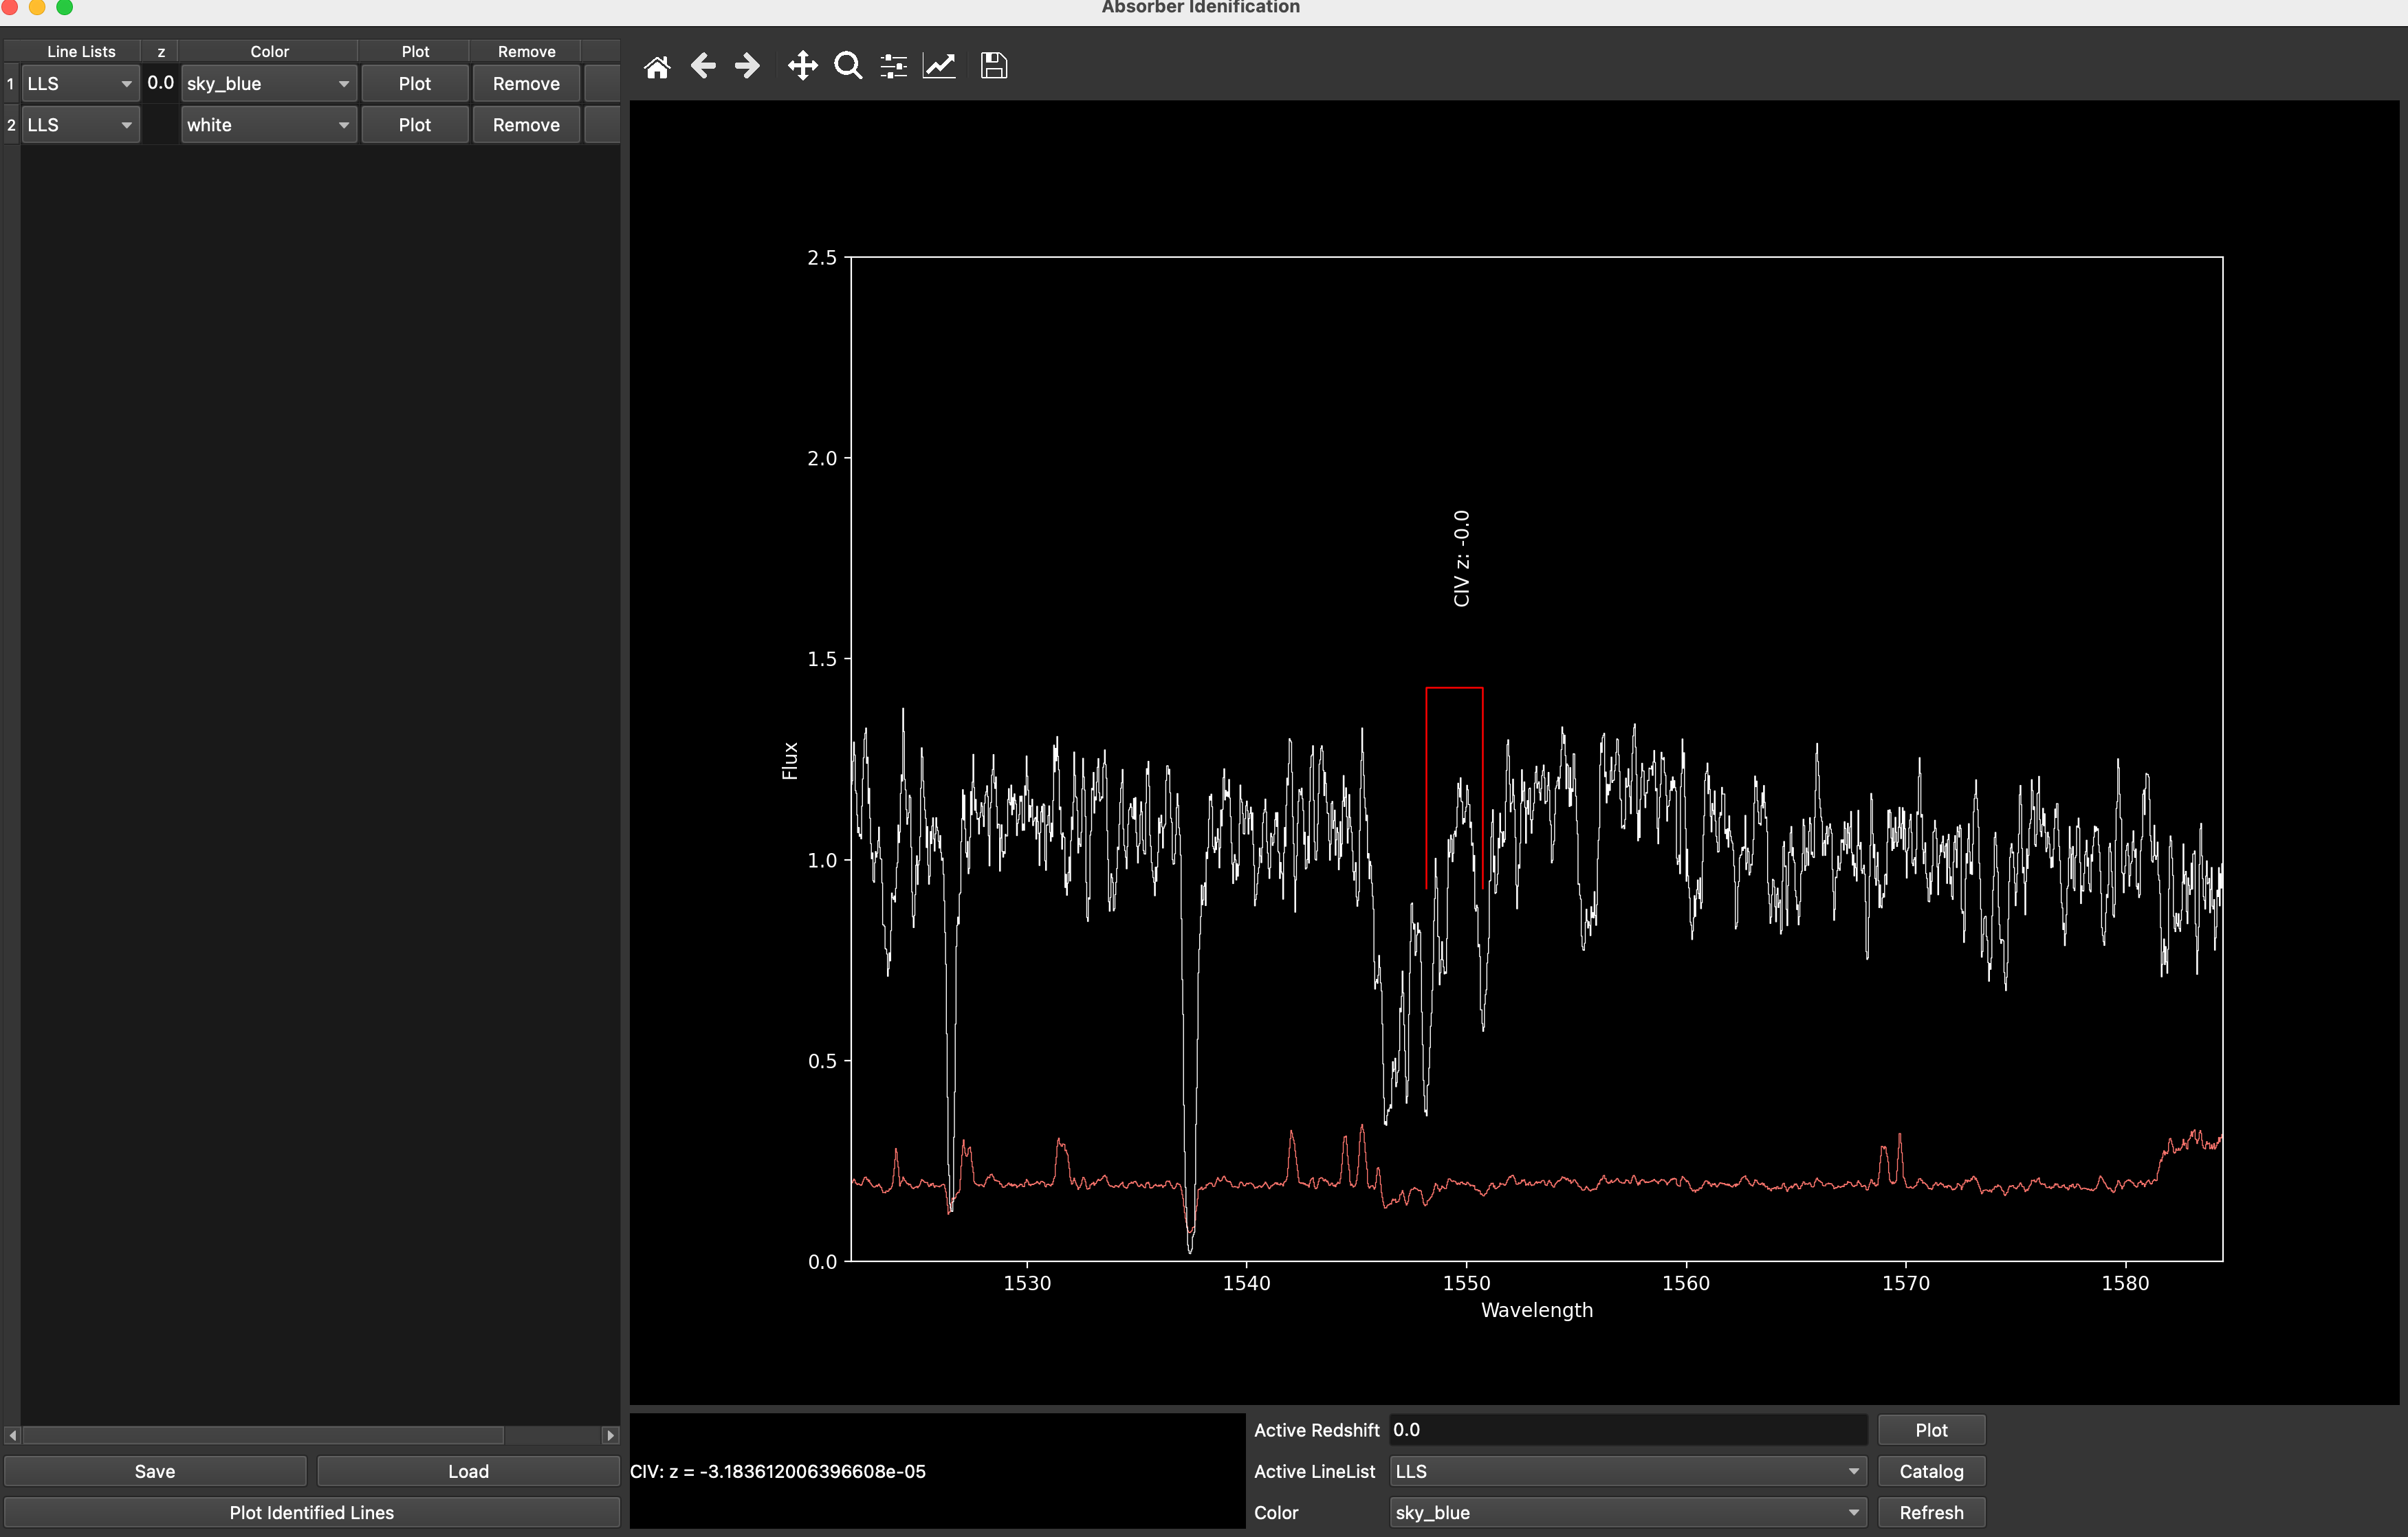 Absorber Idenification
Line Lists z Color Plot Remove
1 LLS 0.0 sky_blue Plot Remove
2 LLS white Plot Remove
2.5
2.0
CIV z: -0.0
1.5
Flux
1.0
0.5
0.0
1530 1540 1550 1560 1570 1580
Wavelength
Active Redshift 0.0 Plot
Save Load
CIV: z = -3.183612006396608e-05
Active LineList LLS Catalog
Plot Identified Lines
Color sky_blue Refresh